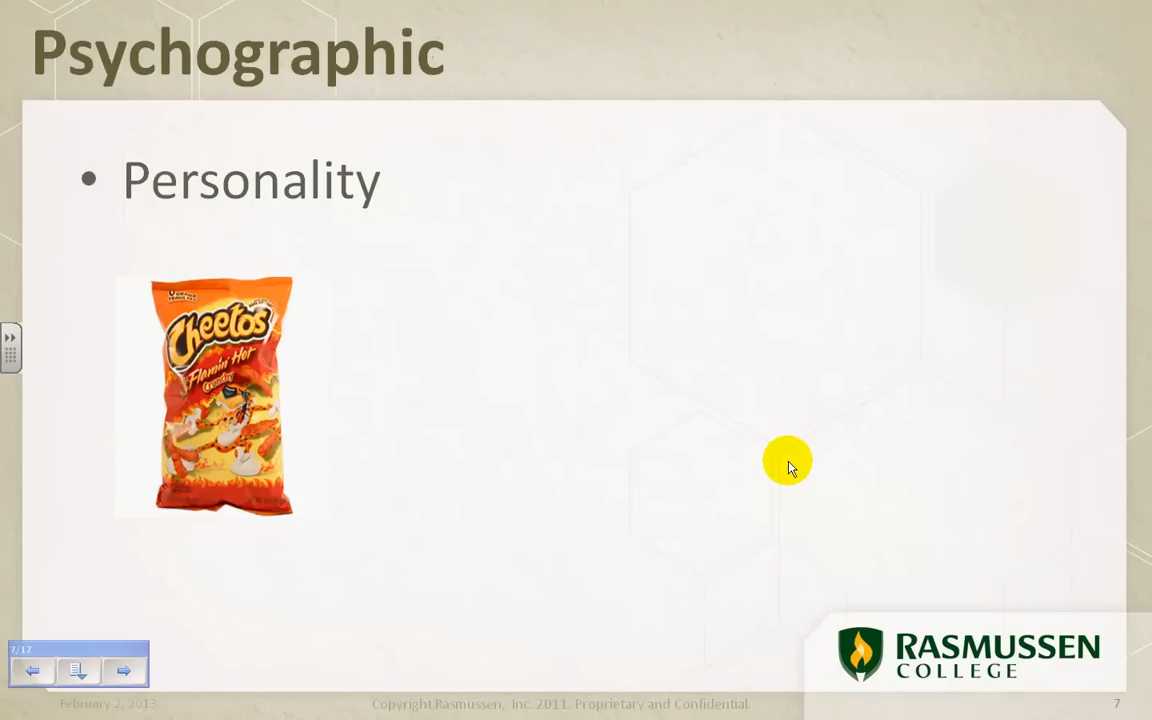 Psychographic
• Personality
Cheetos
Flamin' Hot
Crunchy
7/17
RASMUSSEN
COLLEGE
February 2, 2013
Copyright Rasmussen, Inc. 2011. Proprietary and Confidential.
7